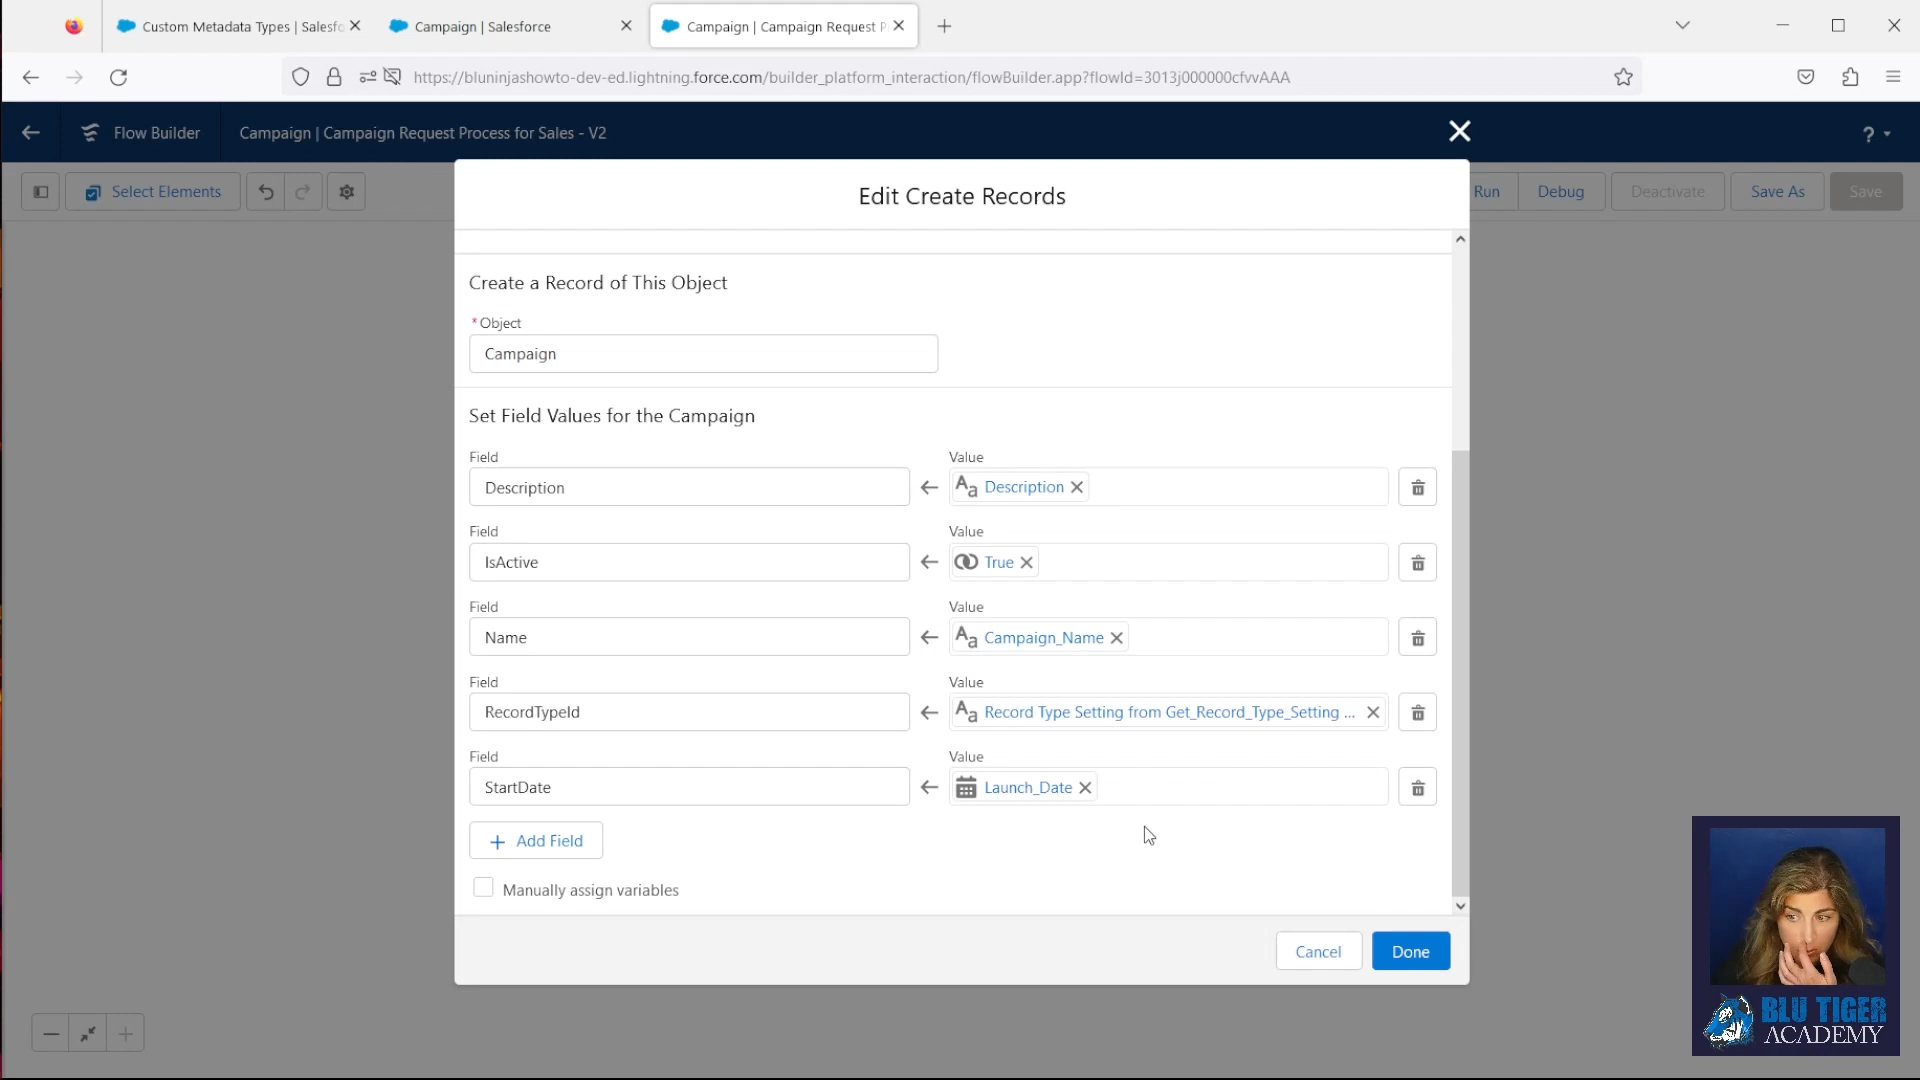 Custom Metadata Types | Salesfo
Campaign | Salesforce
Campaign | Campaign Request P
https://bluninjashowto-dev-ed.lightning.force.com/builder_platform_interaction/flowBuilder.app?flowId=3013j000000cfvvAAA
Flow Builder
Campaign | Campaign Request Process for Sales - V2
?
Select Elements
Run
Debug
Deactivate
Save As
Save
Edit Create Records
Create a Record of This Object
*Object
Campaign
Set Field Values for the Campaign
Field
Value
Description
Aa Description
Field
Value
IsActive
True
Field
Value
Name
Aa Campaign_Name
Field
Value
RecordTypeId
Aa Record Type Setting from Get_Record_Type_Setting ...
Field
Value
StartDate
Launch_Date
+ Add Field
Manually assign variables
Cancel
Done
BLU TIGER
ACADEMY